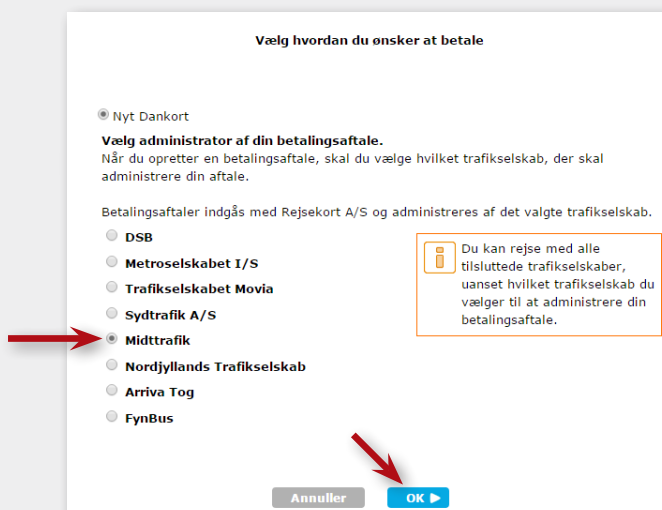 Vælg hvordan du ønsker at betale
Nyt Dankort
Vælg administrator af din betalingsaftale.
Når du opretter en betalingsaftale, skal du vælge hvilket trafikselskab, der skal
administrere din aftale.
Betalingsaftaler indgås med Rejsekort A/S og administreres af det valgte trafikselskab.
DSB
Metroselskabet I/S
Trafikselskabet Movia
Sydtrafik A/S
Midttrafik
Nordjyllands Trafikselskab
Arriva Tog
FynBus
Du kan rejse med alle
tilsluttede trafikselskaber,
uanset hvilket trafikselskab du
vælger til at administrere din
betalingsaftale.
Annuller
OK